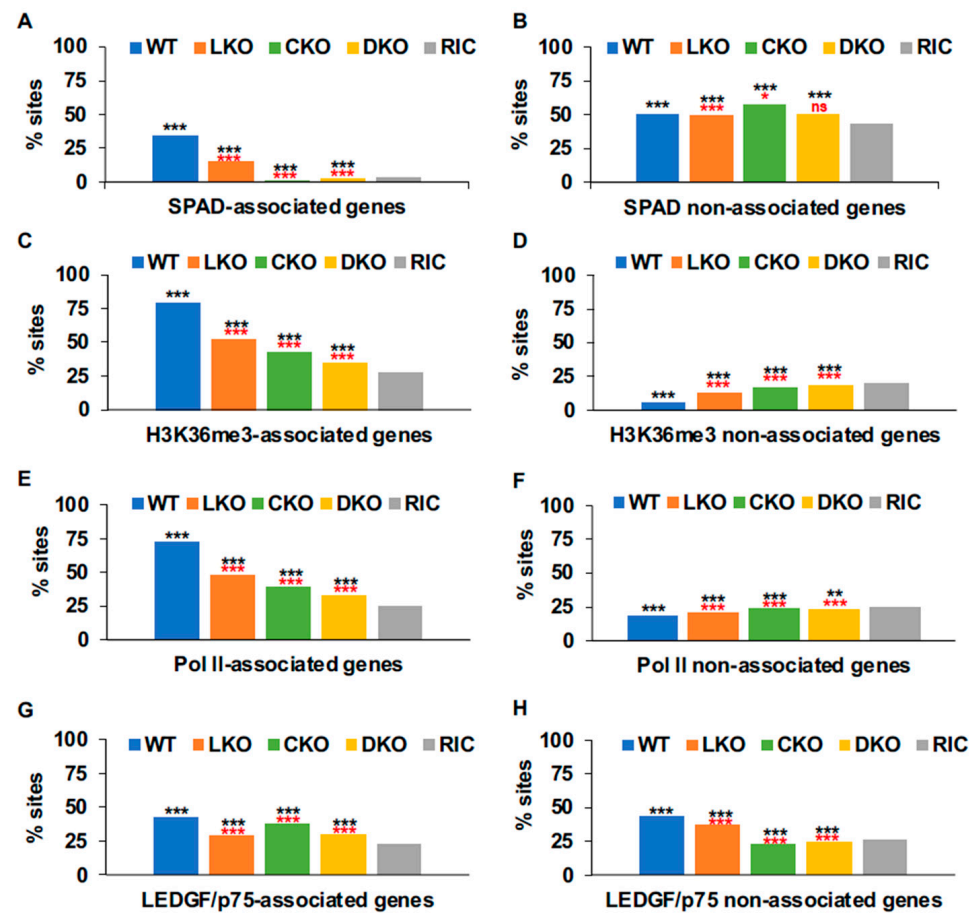 A
WT LKO CKO DKO RIC
100
75
50
25
0
% sites
***
***
***
***
***
***
***
SPAD-associated genes
B
WT LKO CKO DKO RIC
100
75
50
25
0
% sites
***
***
***
***
*
***
ns
SPAD non-associated genes
C
WT LKO CKO DKO RIC
100
75
50
25
0
% sites
***
***
***
***
***
***
***
H3K36me3-associated genes
D
WT LKO CKO DKO RIC
100
75
50
25
0
% sites
***
***
***
***
***
***
***
H3K36me3 non-associated genes
E
WT LKO CKO DKO RIC
100
75
50
25
0
% sites
***
***
***
***
***
***
***
Pol II-associated genes
F
WT LKO CKO DKO RIC
100
75
50
25
0
% sites
***
***
***
***
***
**
***
Pol II non-associated genes
G
WT LKO CKO DKO RIC
100
75
50
25
0
% sites
***
***
***
***
***
***
***
LEDGF/p75-associated genes
H
WT LKO CKO DKO RIC
100
75
50
25
0
% sites
***
***
***
***
***
***
***
LEDGF/p75 non-associated genes